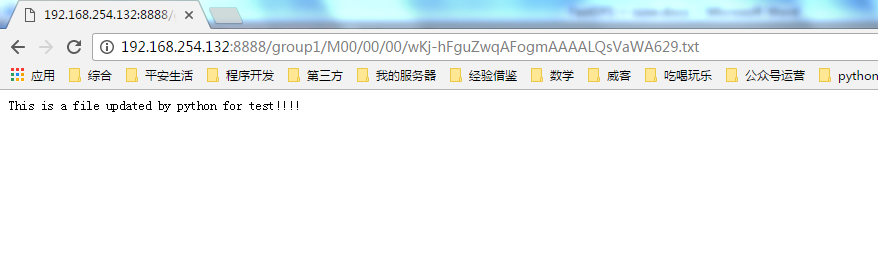 192.168.254.132:8888/
192.168.254.132:8888/group1/M00/00/00/wKj-hFguZwqAFogmAAAALQsVaWA629.txt
应用 综合 平安生活 程序开发 第三方 我的服务器 经验借鉴 数学 威客 吃喝玩乐 公众号运营 python
This is a file updated by python for test!!!!